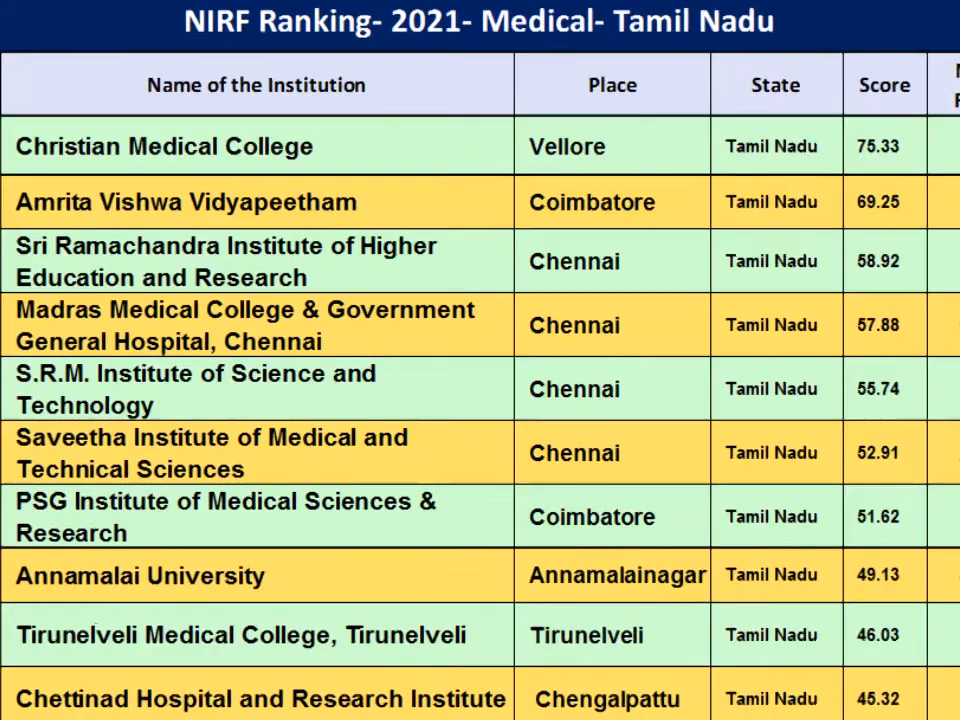 NIRF Ranking- 2021- Medical- Tamil Nadu
Name of the Institution Place State Score
Christian Medical College Vellore Tamil Nadu 75.33
Amrita Vishwa Vidyapeetham Coimbatore Tamil Nadu 69.25
Sri Ramachandra Institute of Higher
Education and Research Chennai Tamil Nadu 58.92
Madras Medical College & Government
General Hospital, Chennai Chennai Tamil Nadu 57.88
S.R.M. Institute of Science and
Technology Chennai Tamil Nadu 55.74
Saveetha Institute of Medical and
Technical Sciences Chennai Tamil Nadu 52.91
PSG Institute of Medical Sciences &
Research Coimbatore Tamil Nadu 51.62
Annamalai University Annamalainagar Tamil Nadu 49.13
Tirunelveli Medical College, Tirunelveli Tirunelveli Tamil Nadu 46.03
Chettinad Hospital and Research Institute Chengalpattu Tamil Nadu 45.32